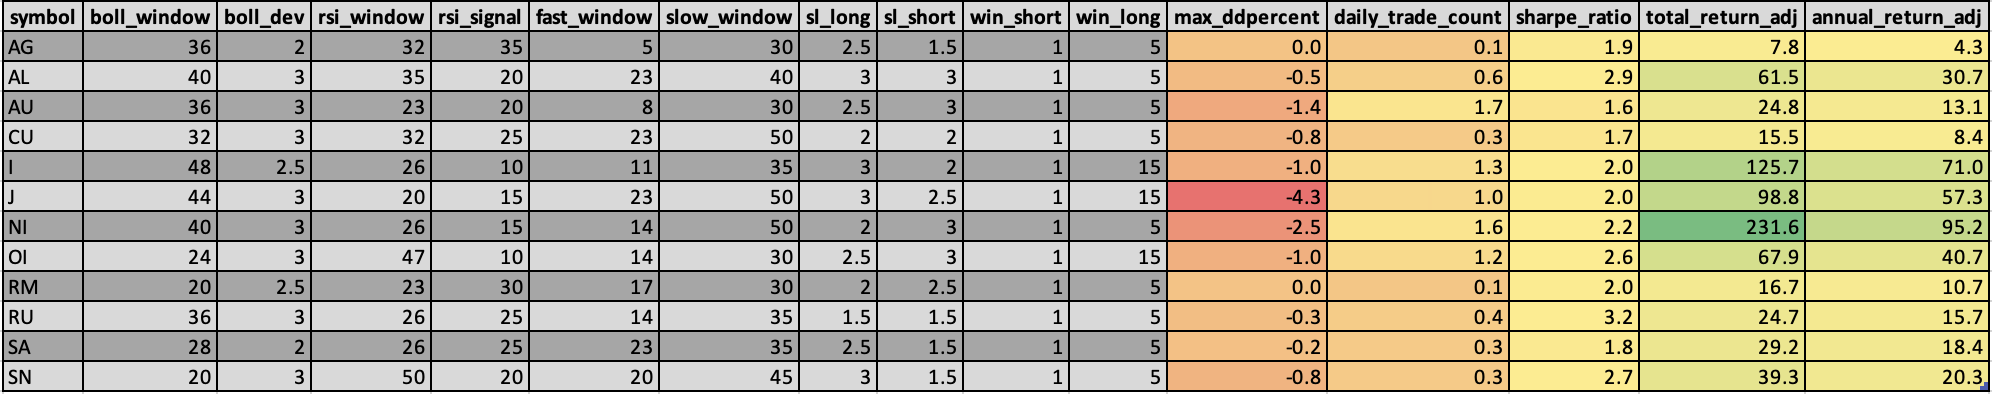 symbol boll_window boll_dev rsi_window rsi_signal fast_window slow_window sl_long sl_short win_short win_long max_ddpercent daily_trade_count sharpe_ratio total_return_adj annual_return_adj
AG 36 2 32 35 5 30 2.5 1.5 1 5 0.0 0.1 1.9 7.8 4.3
AL 40 3 35 20 23 40 3 3 1 5 -0.5 0.6 2.9 61.5 30.7
AU 36 3 23 20 8 30 2.5 3 1 5 -1.4 1.7 1.6 24.8 13.1
CU 32 3 32 25 23 50 2 2 1 5 -0.8 0.3 1.7 15.5 8.4
I 48 2.5 26 10 11 35 3 2 1 15 -1.0 1.3 2.0 125.7 71.0
J 44 3 20 15 23 50 3 2.5 1 15 -4.3 1.0 2.0 98.8 57.3
NI 40 3 26 15 14 50 2 3 1 5 -2.5 1.6 2.2 231.6 95.2
OI 24 3 47 10 14 30 2.5 3 1 15 -1.0 1.2 2.6 67.9 40.7
RM 20 2.5 23 30 17 30 2 2.5 1 5 0.0 0.1 2.0 16.7 10.7
RU 36 3 26 25 14 35 1.5 1.5 1 5 -0.3 0.4 3.2 24.7 15.7
SA 28 2 26 25 23 35 2.5 1.5 1 5 -0.2 0.3 1.8 29.2 18.4
SN 20 3 50 20 20 45 3 1.5 1 5 -0.8 0.3 2.7 39.3 20.3